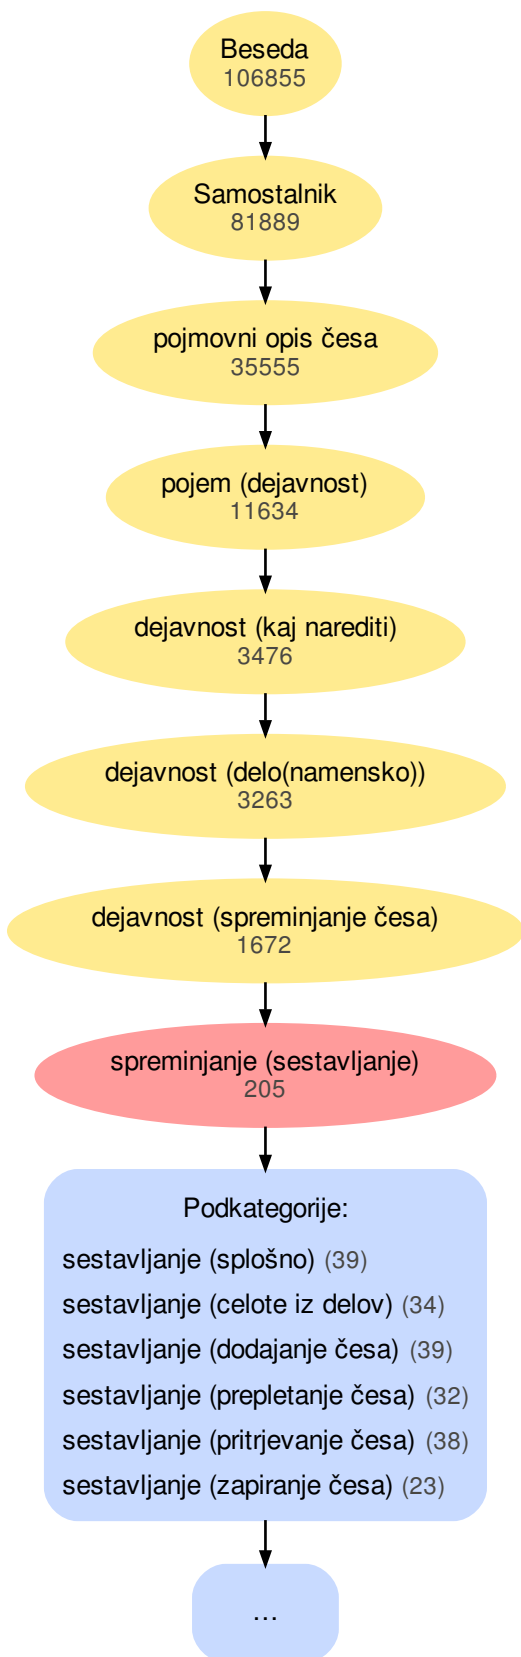 Beseda
106855
Samostalnik
81889
pojmovni opis česa
35555
pojem (dejavnost)
11634
dejavnost (kaj narediti)
3476
dejavnost (delo(namensko))
3263
dejavnost (spreminjanje česa)
1672
spreminjanje (sestavljanje)
205
Podkategorije:
sestavljanje (splošno) (39)
sestavljanje (celote iz delov) (34)
sestavljanje (dodajanje česa) (39)
sestavljanje (prepletanje česa) (32)
sestavljanje (pritrjevanje česa) (38)
sestavljanje (zapiranje česa) (23)
...